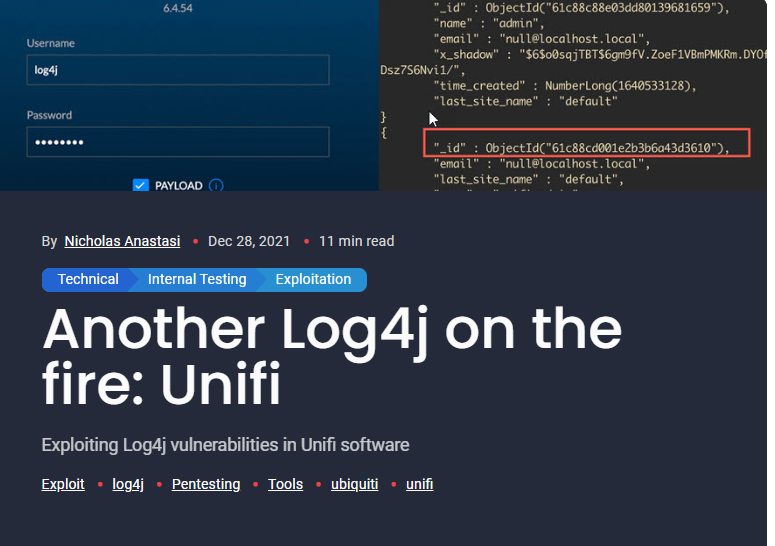 6.4.54
Username
log4j
Password
••••••••
PAYLOAD
"_id" : ObjectId("61c88c88e03dd80139681659"),
"name" : "admin",
"email" : "null@localhost.local",
"x_shadow" : "$6$o0sqjTBT$6gm9fV.ZoeF1VBmPMKRm.DYOf
Dsz7S6Nvi1/",
"time_created" : NumberLong(1640533128),
"last_site_name" : "default"
}
{
"_id" : ObjectId("61c88cd001e2b3b6a43d3610"),
"email" : "null@localhost.local",
"last_site_name" : "default",
By Nicholas Anastasi • Dec 28, 2021 • 11 min read
Technical Internal Testing Exploitation
Another Log4j on the
fire: Unifi
Exploiting Log4j vulnerabilities in Unifi software
Exploit • log4j • Pentesting • Tools • ubiquiti • unifi